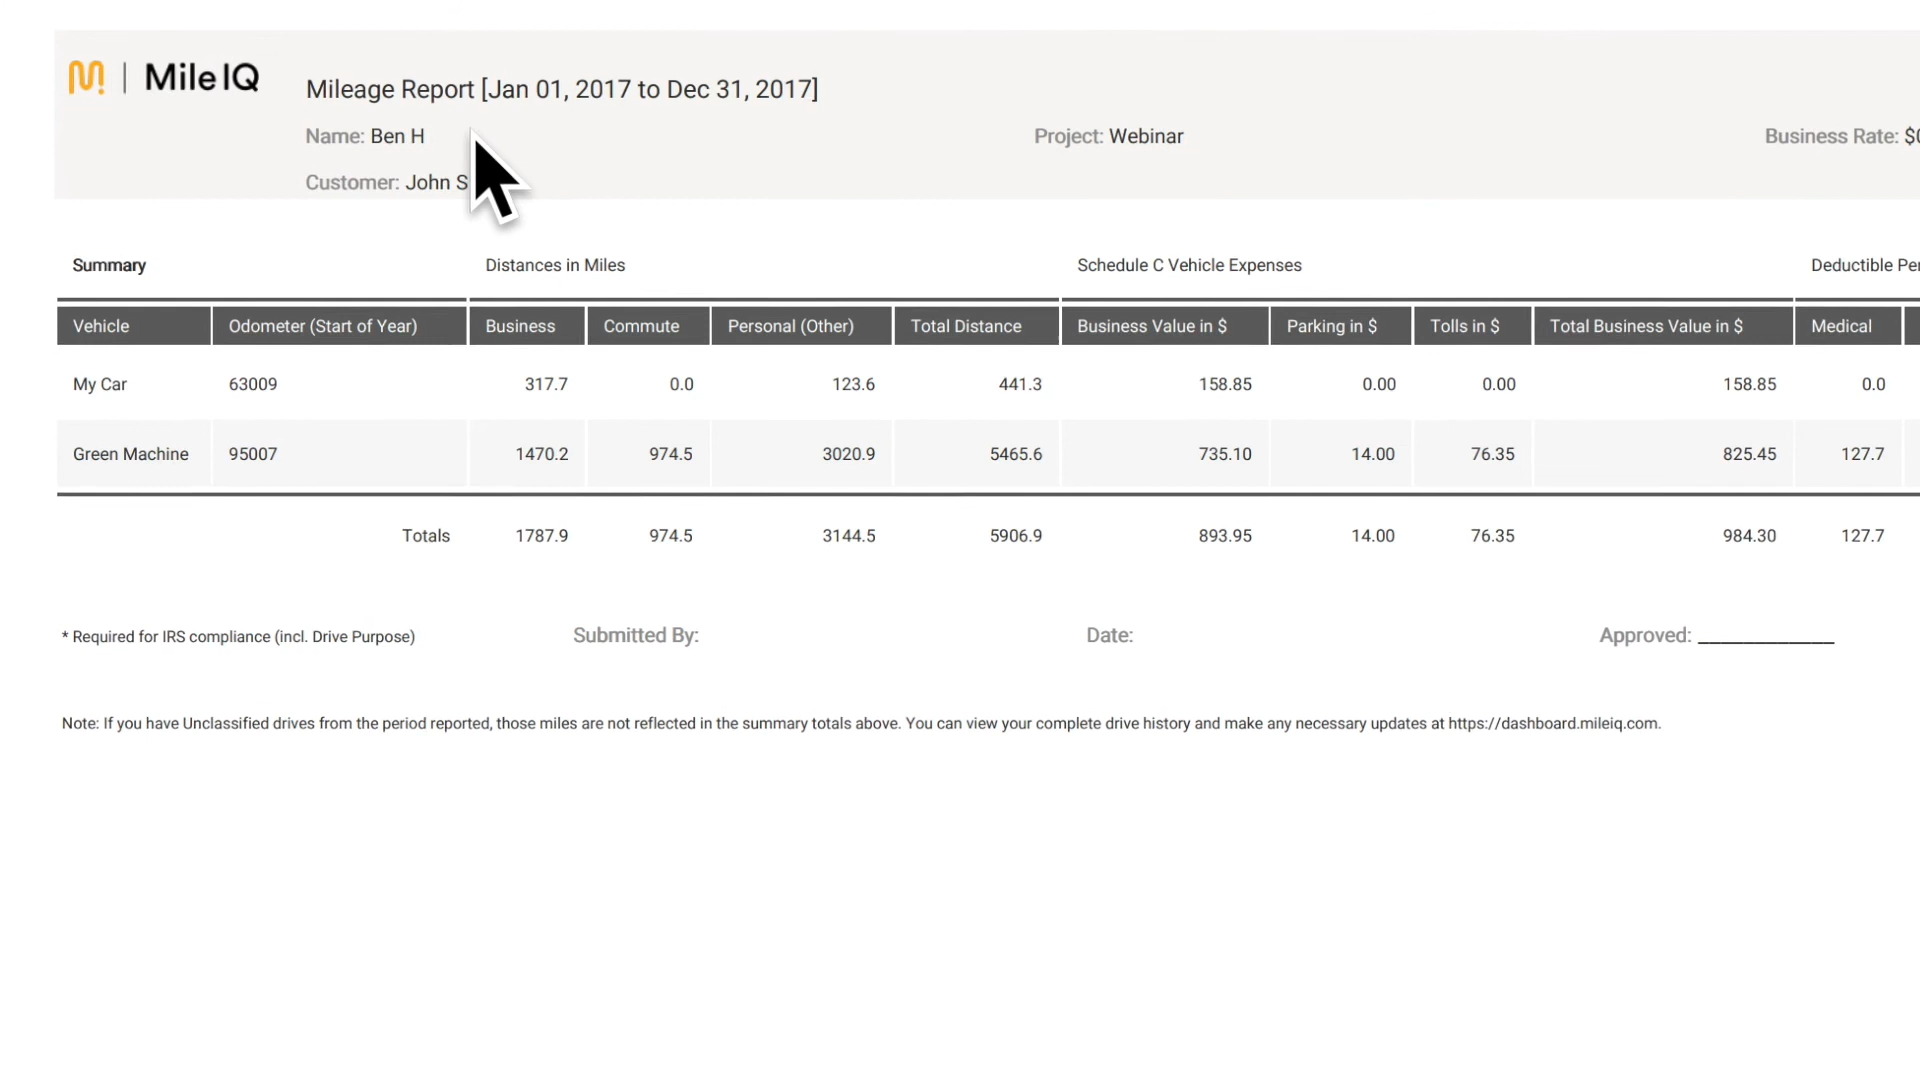 M! | MileIQ
Mileage Report [Jan 01, 2017 to Dec 31, 2017]
Name: Ben H Project: Webinar Business Rate: $0
Customer: John S
Summary Distances in Miles Schedule C Vehicle Expenses Deductible Per
Vehicle Odometer (Start of Year) Business Commute Personal (Other) Total Distance Business Value in $ Parking in $ Tolls in $ Total Business Value in $ Medical
My Car 63009 317.7 0.0 123.6 441.3 158.85 0.00 0.00 158.85 0.0
Green Machine 95007 1470.2 974.5 3020.9 5465.6 735.10 14.00 76.35 825.45 127.7
Totals 1787.9 974.5 3144.5 5906.9 893.95 14.00 76.35 984.30 127.7
* Required for IRS compliance (incl. Drive Purpose) Submitted By: Date: Approved: ____________
Note: If you have Unclassified drives from the period reported, those miles are not reflected in the summary totals above. You can view your complete drive history and make any necessary updates at https://dashboard.mileiq.com.